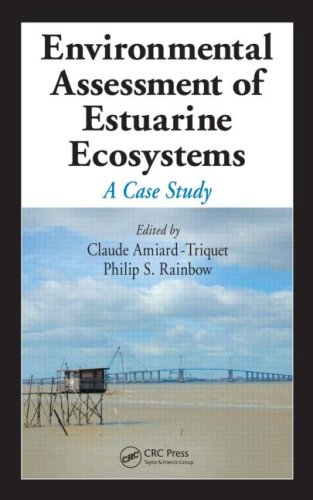 Environmental
Assessment of
Estuarine
Ecosystems
A Case Study
Edited by
Claude Amiard-Triquet
Philip S. Rainbow
CRC Press
Taylor & Francis Group